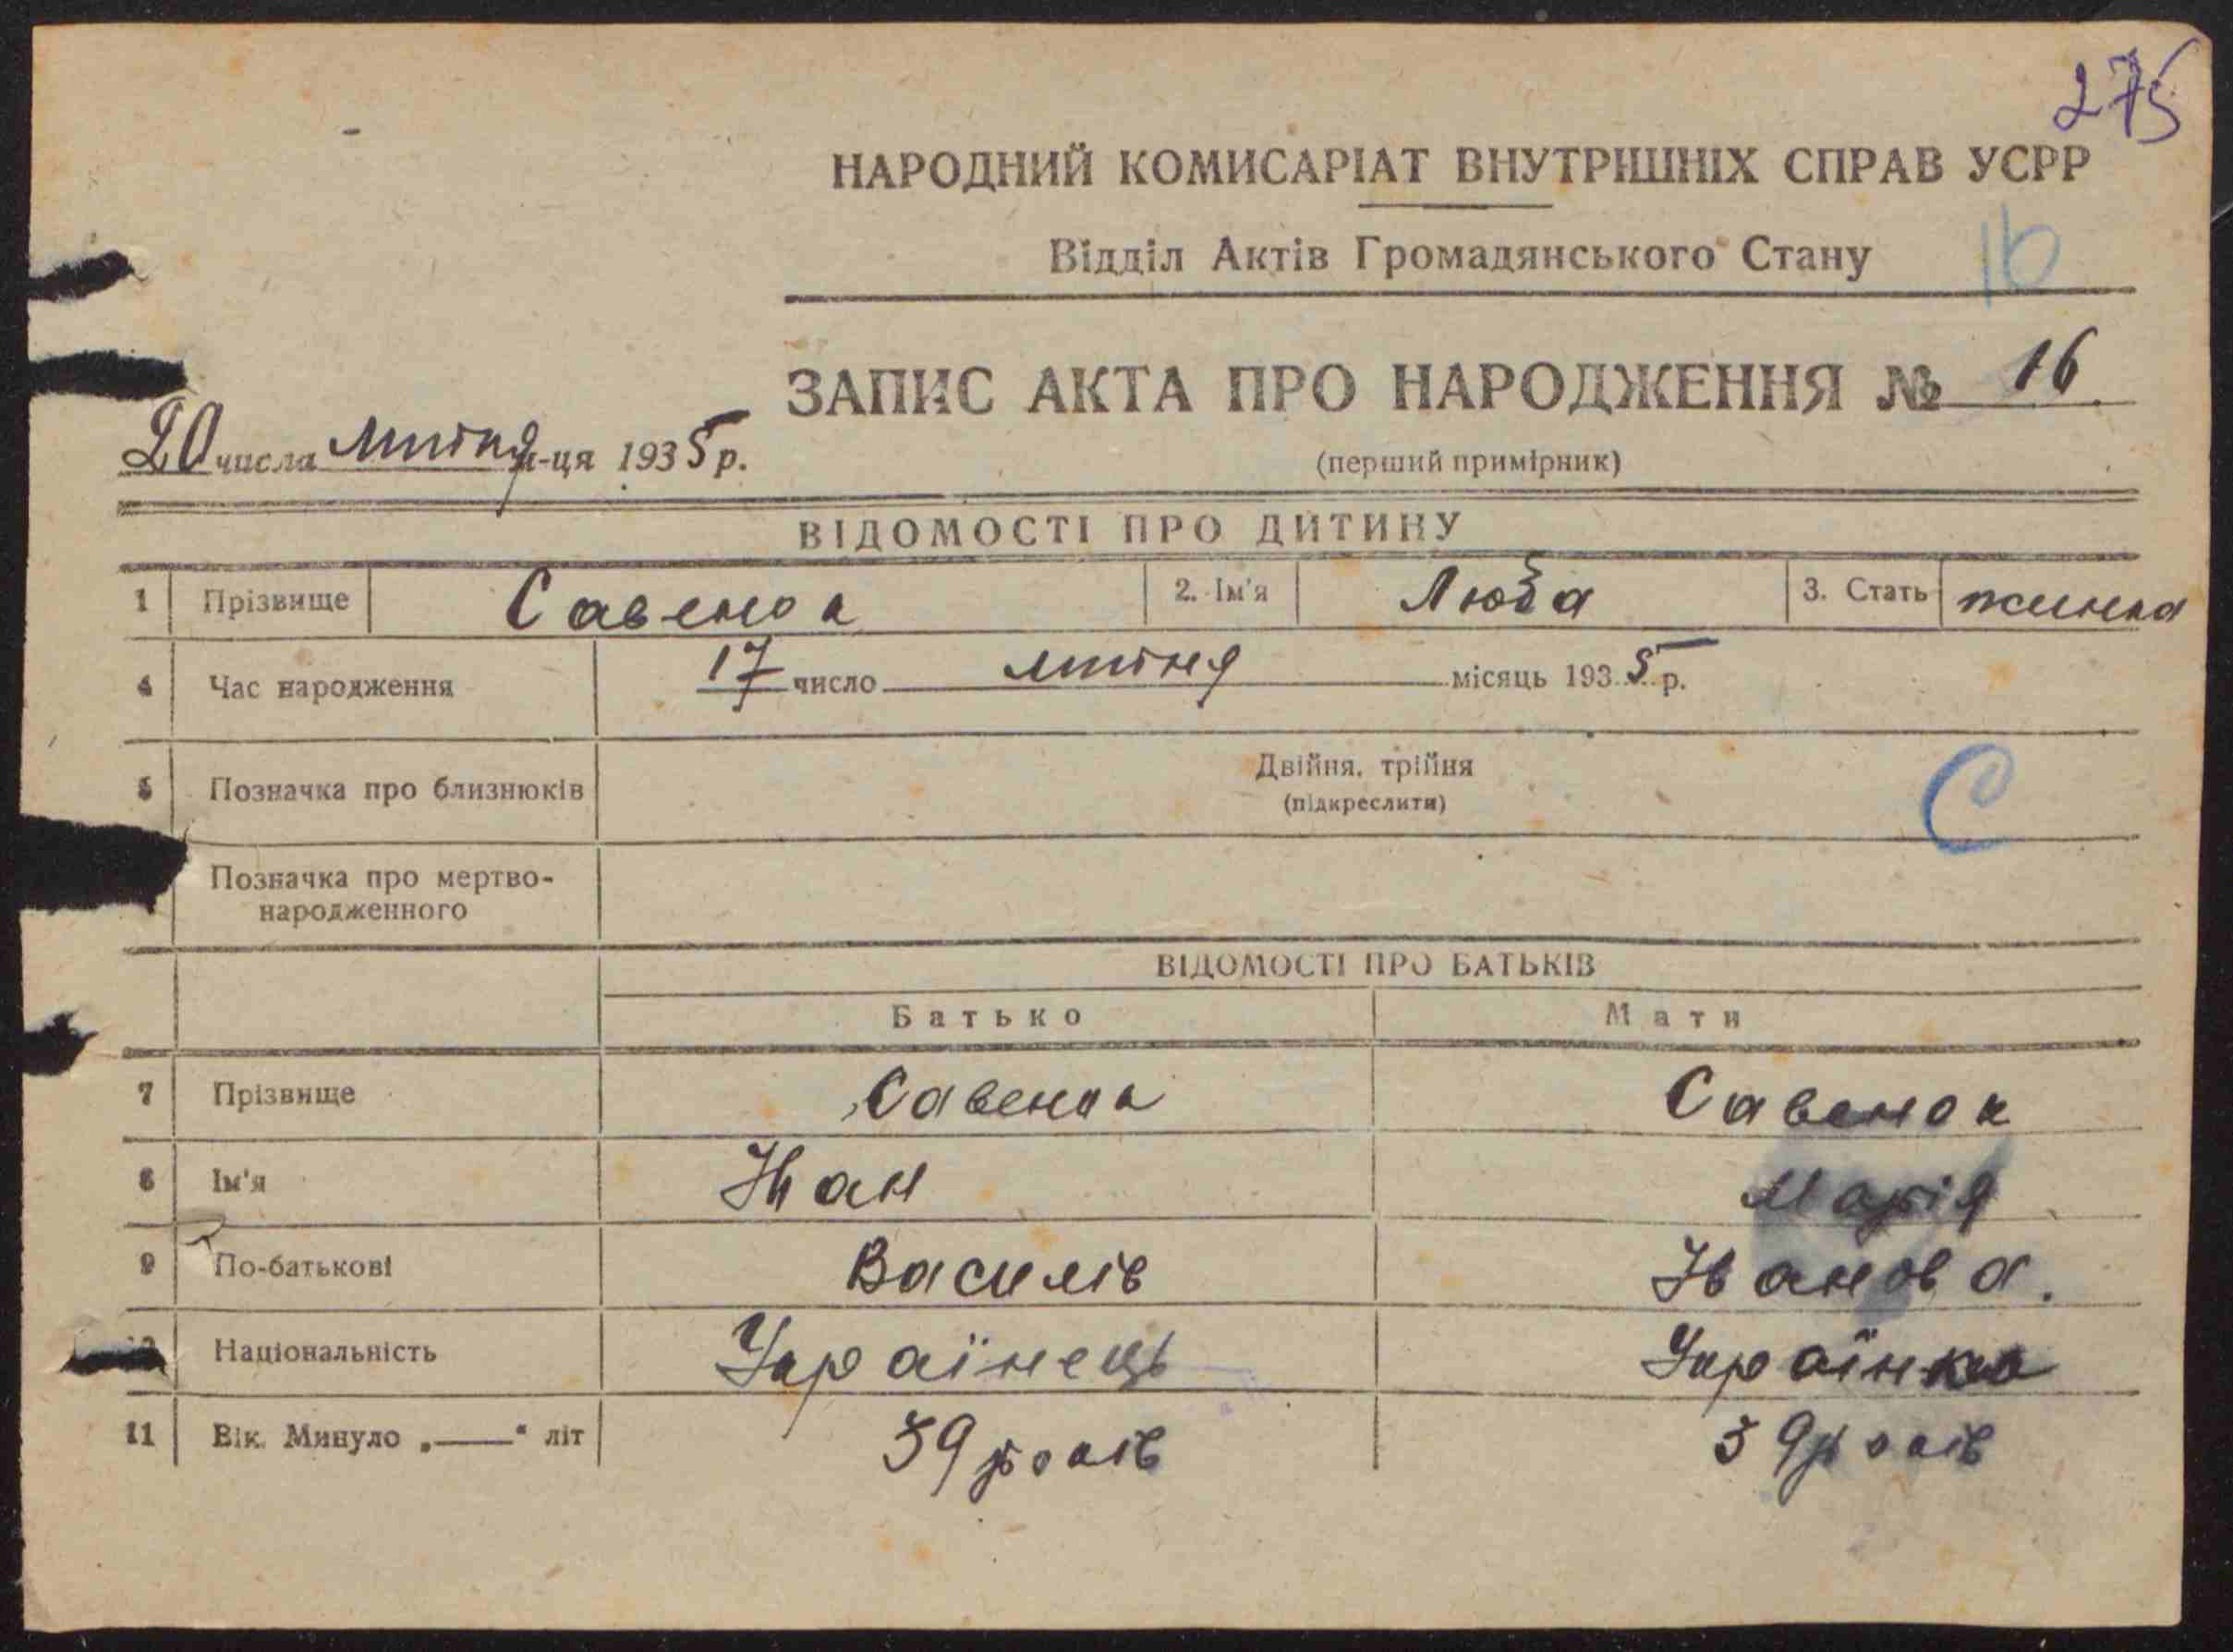 275
НАРОДНИЙ КОМИСАРІАТ ВНУТРІШНІХ СПРАВ УСРР
Відділ Актів Громадянського Стану
16
ЗАПИС АКТА ПРО НАРОДЖЕННЯ № 16
20 числа липня м-ця 1935 р.
(перший примірник)
ВІДОМОСТІ ПРО ДИТИНУ
1 Прізвище Савенок 2. Ім'я Люба 3. Стать жинка
4 Час народження 17 число липня місяць 1935 р.
5 Позначка про близнюків Двійня, трійня
(підкреслити)
С
Позначка про мертво-
народженного
ВІДОМОСТІ ПРО БАТЬКІВ
Батько Мати
7 Прізвище Савенок Савенок
8 Ім'я Іван Марія
9 По-батькові Василів Іванова.
10 Національність Українець Українка
11 Вік. Минуло „—" літ 39 років 39 років